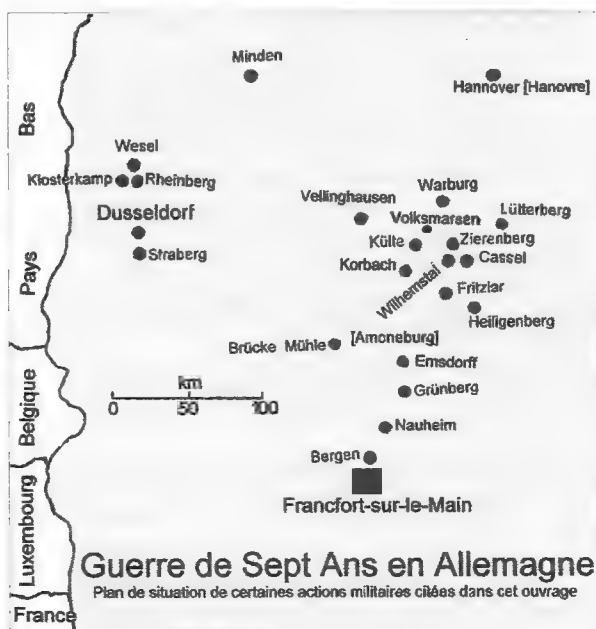 Minden
Hannover [Hanovre]
Bas
Wesel
Klosterkamp
Rheinberg
Warburg
Vellinghausen
Lütterberg
Dusseldorf
Volksmarsen
Külte
Zierenberg
Straberg
Pays
Korbach
Wilhemstal
Cassel
Fritzlar
Heiligenberg
Brücke Mühle
[Amoneburg]
Emsdorff
km
0 50 100
Grünberg
Belgique
Nauheim
Bergen
Francfort-sur-le-Main
Luxembourg
Guerre de Sept Ans en Allemagne
Plan de situation de certaines actions militaires citées dans cet ouvrage
France